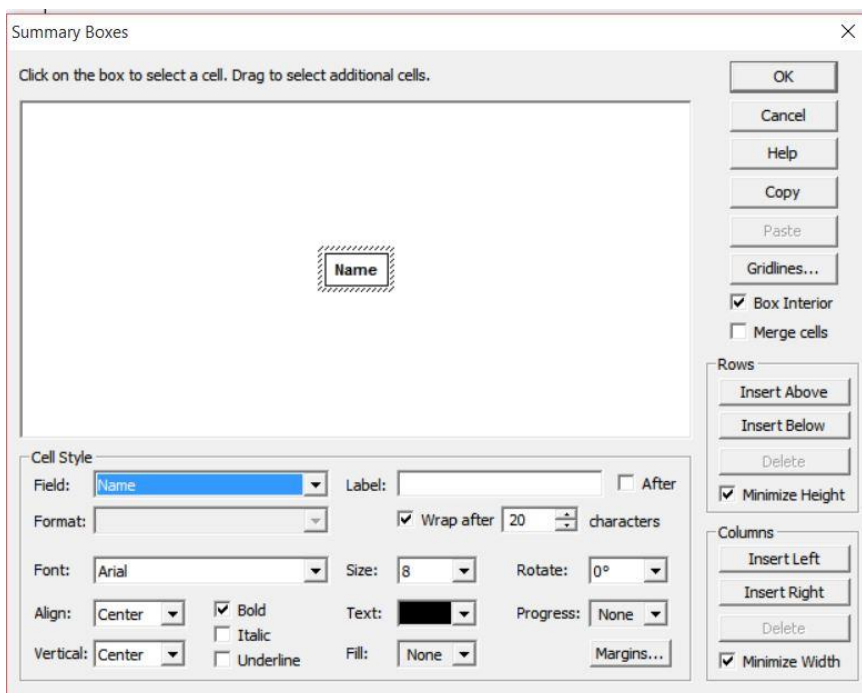 Summary Boxes
Click on the box to select a cell. Drag to select additional cells.
OK
Cancel
Help
Copy
Paste
Gridlines...
Box Interior
Merge cells
Name
Rows
Insert Above
Insert Below
Delete
Minimize Height
Columns
Insert Left
Insert Right
Delete
Minimize Width
Cell Style
Field: Name Label: After
Format: Wrap after 20 characters
Font: Arial Size: 8 Rotate: 0°
Align: Center Bold Text: Progress: None
Italic
Vertical: Center Underline Fill: None Margins...